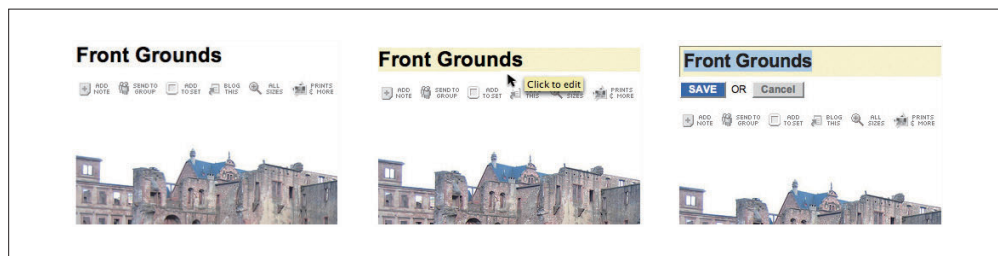 Front Grounds
ADD NOTE SEND TO GROUP ADD TO SET BLOG THIS ALL SIZES PRINTS & MORE
Front Grounds
Click to edit
ADD NOTE SEND TO GROUP ADD TO SET THIS SIZES PRINTS & MORE
Front Grounds
SAVE OR Cancel
ADD NOTE SEND TO GROUP ADD TO SET BLOG THIS ALL SIZES PRINTS & MORE